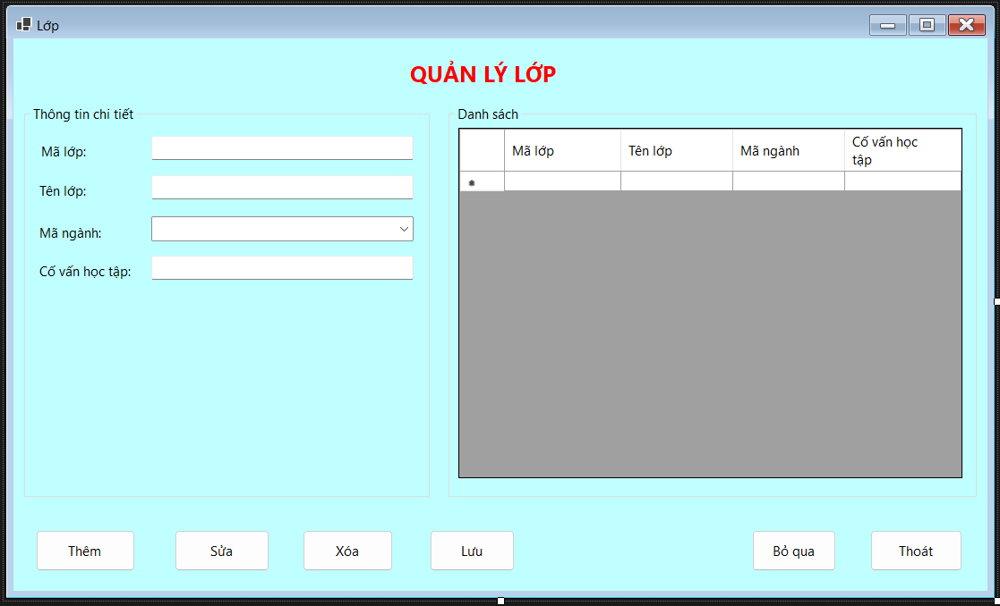 Lớp
QUẢN LÝ LỚP
Thông tin chi tiết
Mã lớp:
Tên lớp:
Mã ngành:
Cố vấn học tập:
Danh sách
Mã lớp
Tên lớp
Mã ngành
Cố vấn học
tập
Thêm
Sửa
Xóa
Lưu
Bỏ qua
Thoát